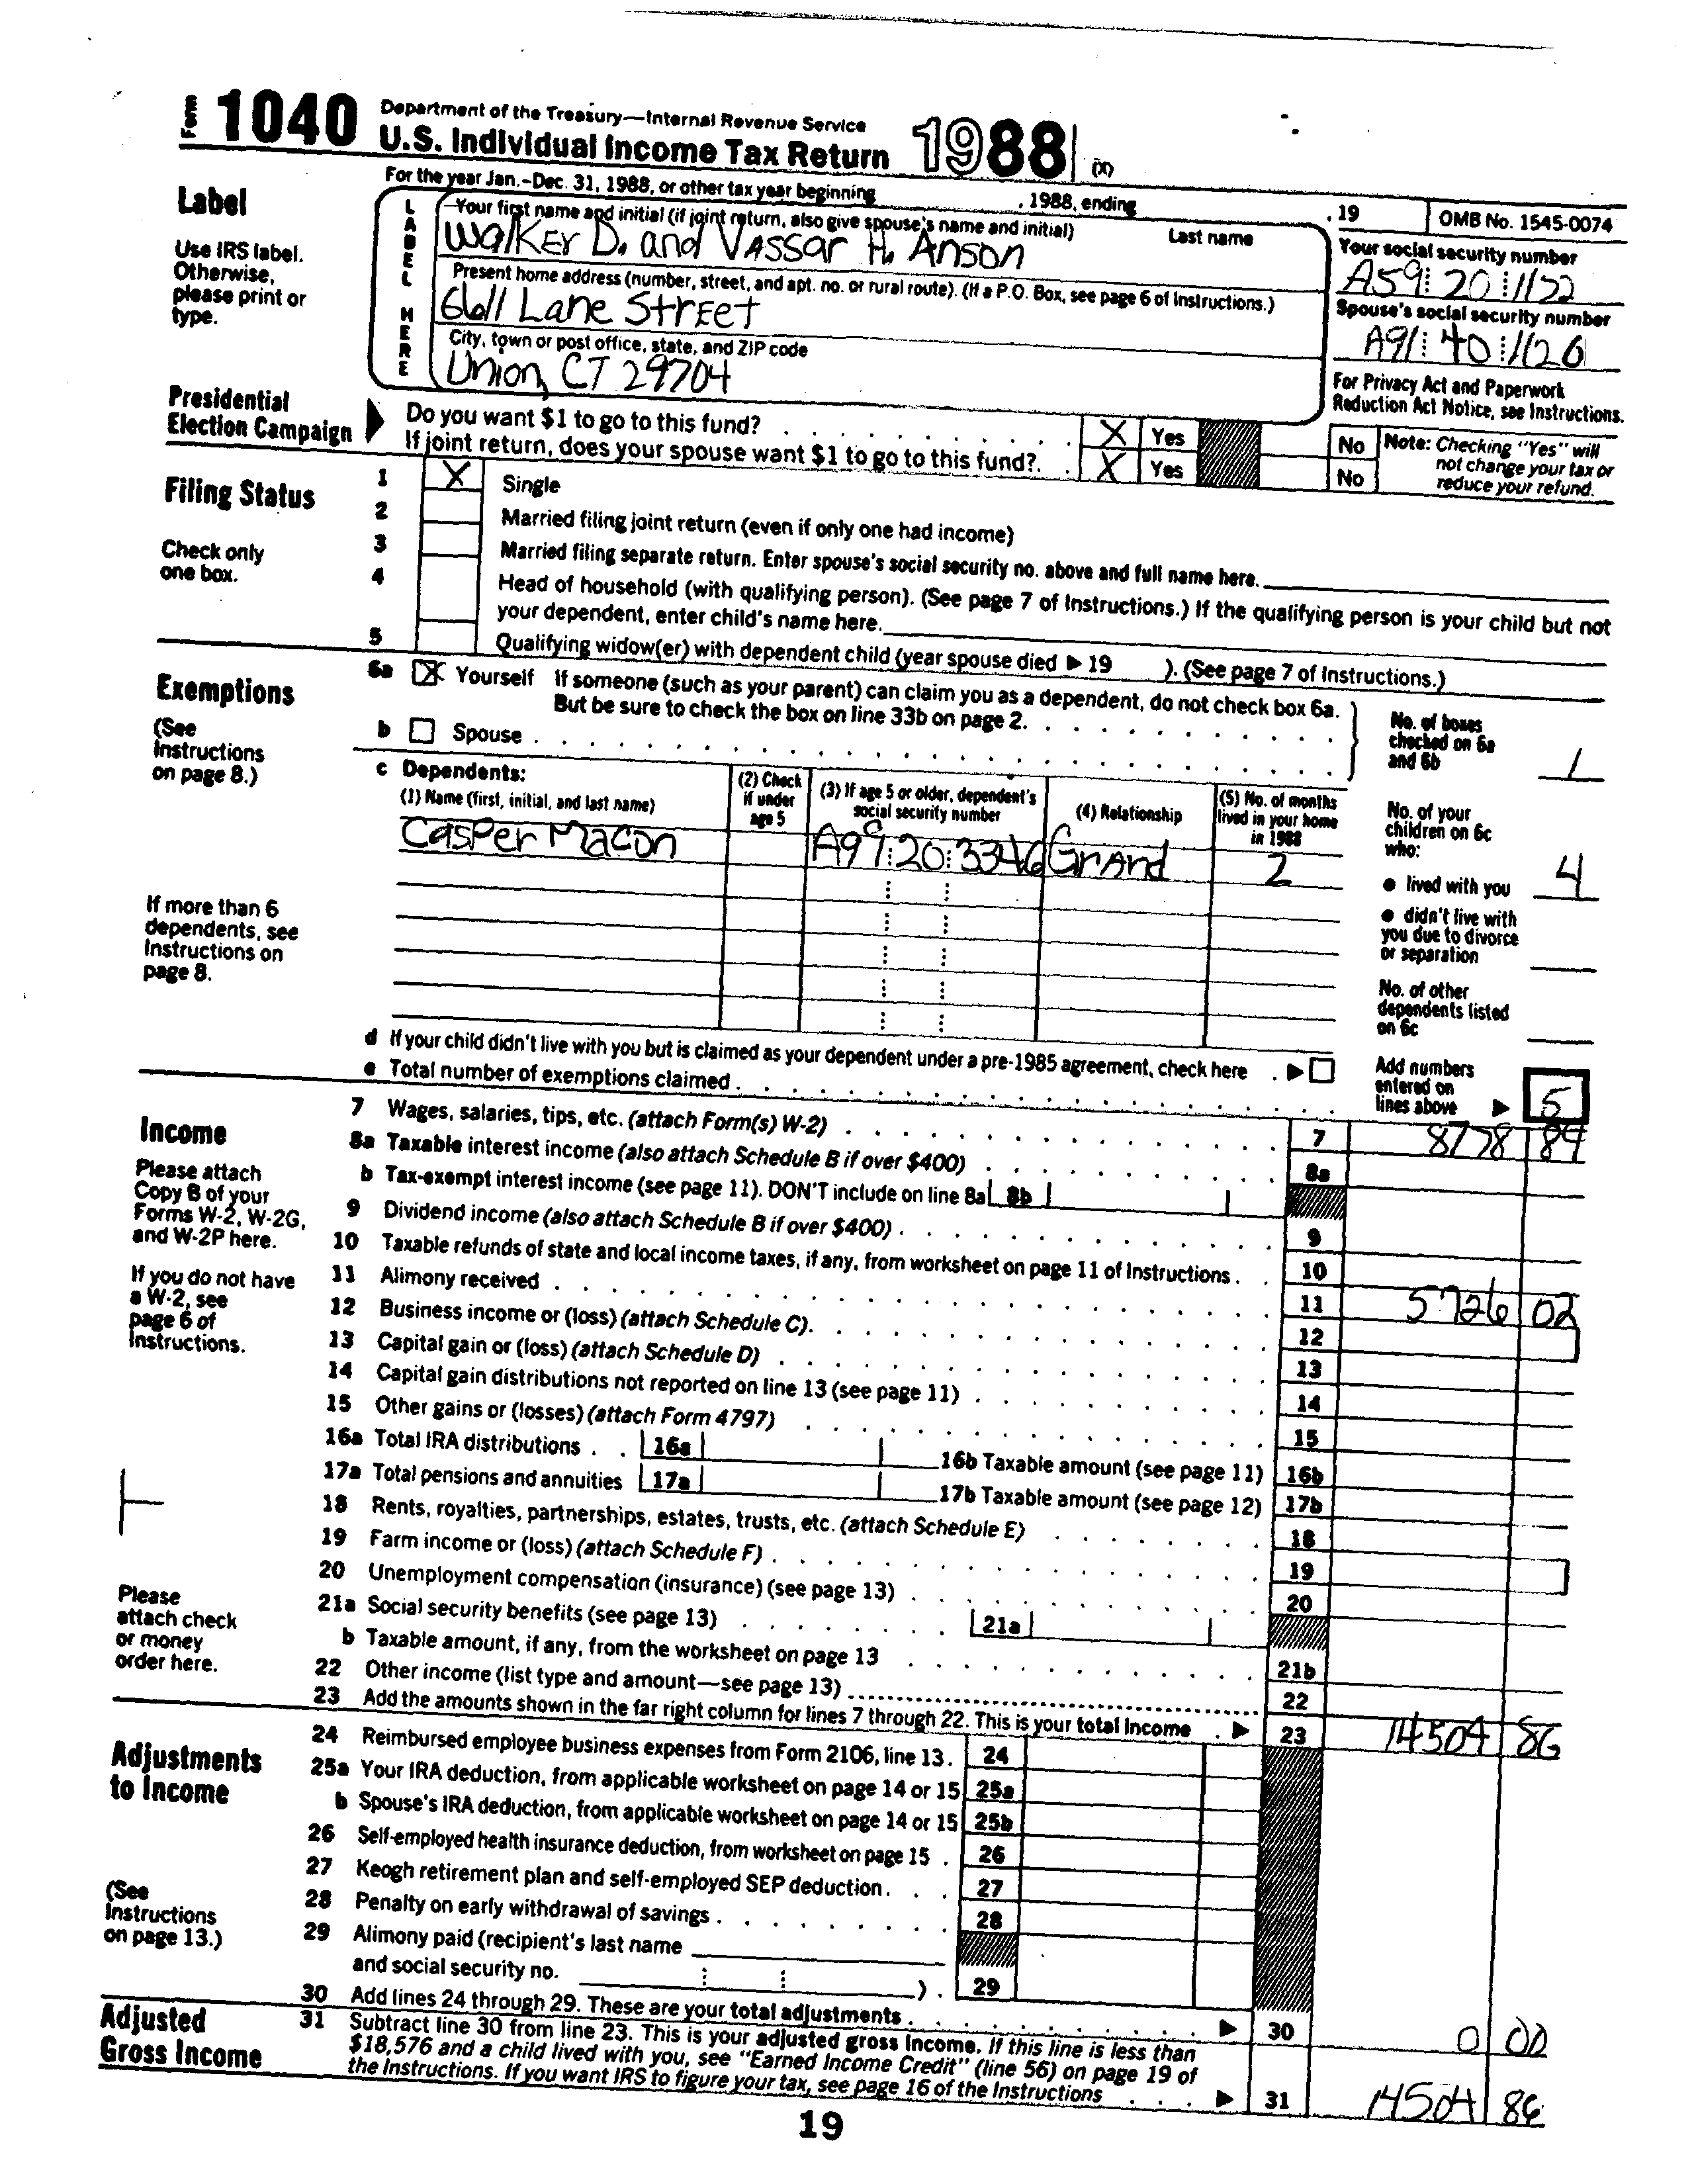 Form 1040 Department of the Treasury—Internal Revenue Service
U.S. Individual Income Tax Return 1988 (X)
For the year Jan.–Dec. 31, 1988, or other tax year beginning , 1988, ending , 19 OMB No. 1545-0074
Label
Use IRS label.
Otherwise,
please print or
type.
LABEL HERE
Your first name and initial (if joint return, also give spouse's name and initial) Last name
Walker D. and Vassar H. Anson
Your social security number
A59 20 1122
Present home address (number, street, and apt. no. or rural route). (If a P.O. Box, see page 6 of Instructions.)
6611 Lane Street
Spouse's social security number
A91 40 1126
City, town or post office, state, and ZIP code
Union, CT 29704
For Privacy Act and Paperwork
Reduction Act Notice, see Instructions.
Presidential
Election Campaign
Do you want $1 to go to this fund? X Yes No
If joint return, does your spouse want $1 to go to this fund? X Yes No
Note: Checking "Yes" will
not change your tax or
reduce your refund.
Filing Status
Check only
one box.
1 X Single
2 Married filing joint return (even if only one had income)
3 Married filing separate return. Enter spouse's social security no. above and full name here.
4 Head of household (with qualifying person). (See page 7 of Instructions.) If the qualifying person is your child but not
your dependent, enter child's name here.
5 Qualifying widow(er) with dependent child (year spouse died ▶ 19 ). (See page 7 of Instructions.)
Exemptions
(See
Instructions
on page 8.)
6a X Yourself If someone (such as your parent) can claim you as a dependent, do not check box 6a.
But be sure to check the box on line 33b on page 2.
b Spouse
No. of boxes
checked on 6a
and 6b 1
c Dependents:
(1) Name (first, initial, and last name)
(2) Check
if under
age 5
(3) If age 5 or older, dependent's
social security number
(4) Relationship
(5) No. of months
lived in your home
in 1988
Casper Macon A99 20 3346 Grand 2
No. of your
children on 6c
who:
● lived with you 4
● didn't live with
you due to divorce
or separation
No. of other
dependents listed
on 6c
If more than 6
dependents, see
Instructions on
page 8.
d If your child didn't live with you but is claimed as your dependent under a pre-1985 agreement, check here ▶
e Total number of exemptions claimed
Add numbers
entered on
lines above ▶ 5
Income
Please attach
Copy B of your
Forms W-2, W-2G,
and W-2P here.
If you do not have
a W-2, see
page 6 of
Instructions.
Please
attach check
or money
order here.
7 Wages, salaries, tips, etc. (attach Form(s) W-2) 7 8778 84
8a Taxable interest income (also attach Schedule B if over $400) 8a
b Tax-exempt interest income (see page 11). DON'T include on line 8a 8b
9 Dividend income (also attach Schedule B if over $400) 9
10 Taxable refunds of state and local income taxes, if any, from worksheet on page 11 of Instructions 10
11 Alimony received 11 5726 02
12 Business income or (loss) (attach Schedule C) 12
13 Capital gain or (loss) (attach Schedule D) 13
14 Capital gain distributions not reported on line 13 (see page 11) 14
15 Other gains or (losses) (attach Form 4797) 15
16a Total IRA distributions 16a 16b Taxable amount (see page 11) 16b
17a Total pensions and annuities 17a 17b Taxable amount (see page 12) 17b
18 Rents, royalties, partnerships, estates, trusts, etc. (attach Schedule E) 18
19 Farm income or (loss) (attach Schedule F) 19
20 Unemployment compensation (insurance) (see page 13) 20
21a Social security benefits (see page 13) 21a
b Taxable amount, if any, from the worksheet on page 13 21b
22 Other income (list type and amount—see page 13) 22
23 Add the amounts shown in the far right column for lines 7 through 22. This is your total income ▶ 23 14504 86
Adjustments
to Income
(See
Instructions
on page 13.)
24 Reimbursed employee business expenses from Form 2106, line 13. 24
25a Your IRA deduction, from applicable worksheet on page 14 or 15 25a
b Spouse's IRA deduction, from applicable worksheet on page 14 or 15 25b
26 Self-employed health insurance deduction, from worksheet on page 15 26
27 Keogh retirement plan and self-employed SEP deduction 27
28 Penalty on early withdrawal of savings 28
29 Alimony paid (recipient's last name
and social security no. ) 29
30 Add lines 24 through 29. These are your total adjustments ▶ 30 0 00
Adjusted
Gross Income
31 Subtract line 30 from line 23. This is your adjusted gross income. If this line is less than
$18,576 and a child lived with you, see "Earned Income Credit" (line 56) on page 19 of
the Instructions. If you want IRS to figure your tax, see page 16 of the Instructions ▶ 31 14504 86
19